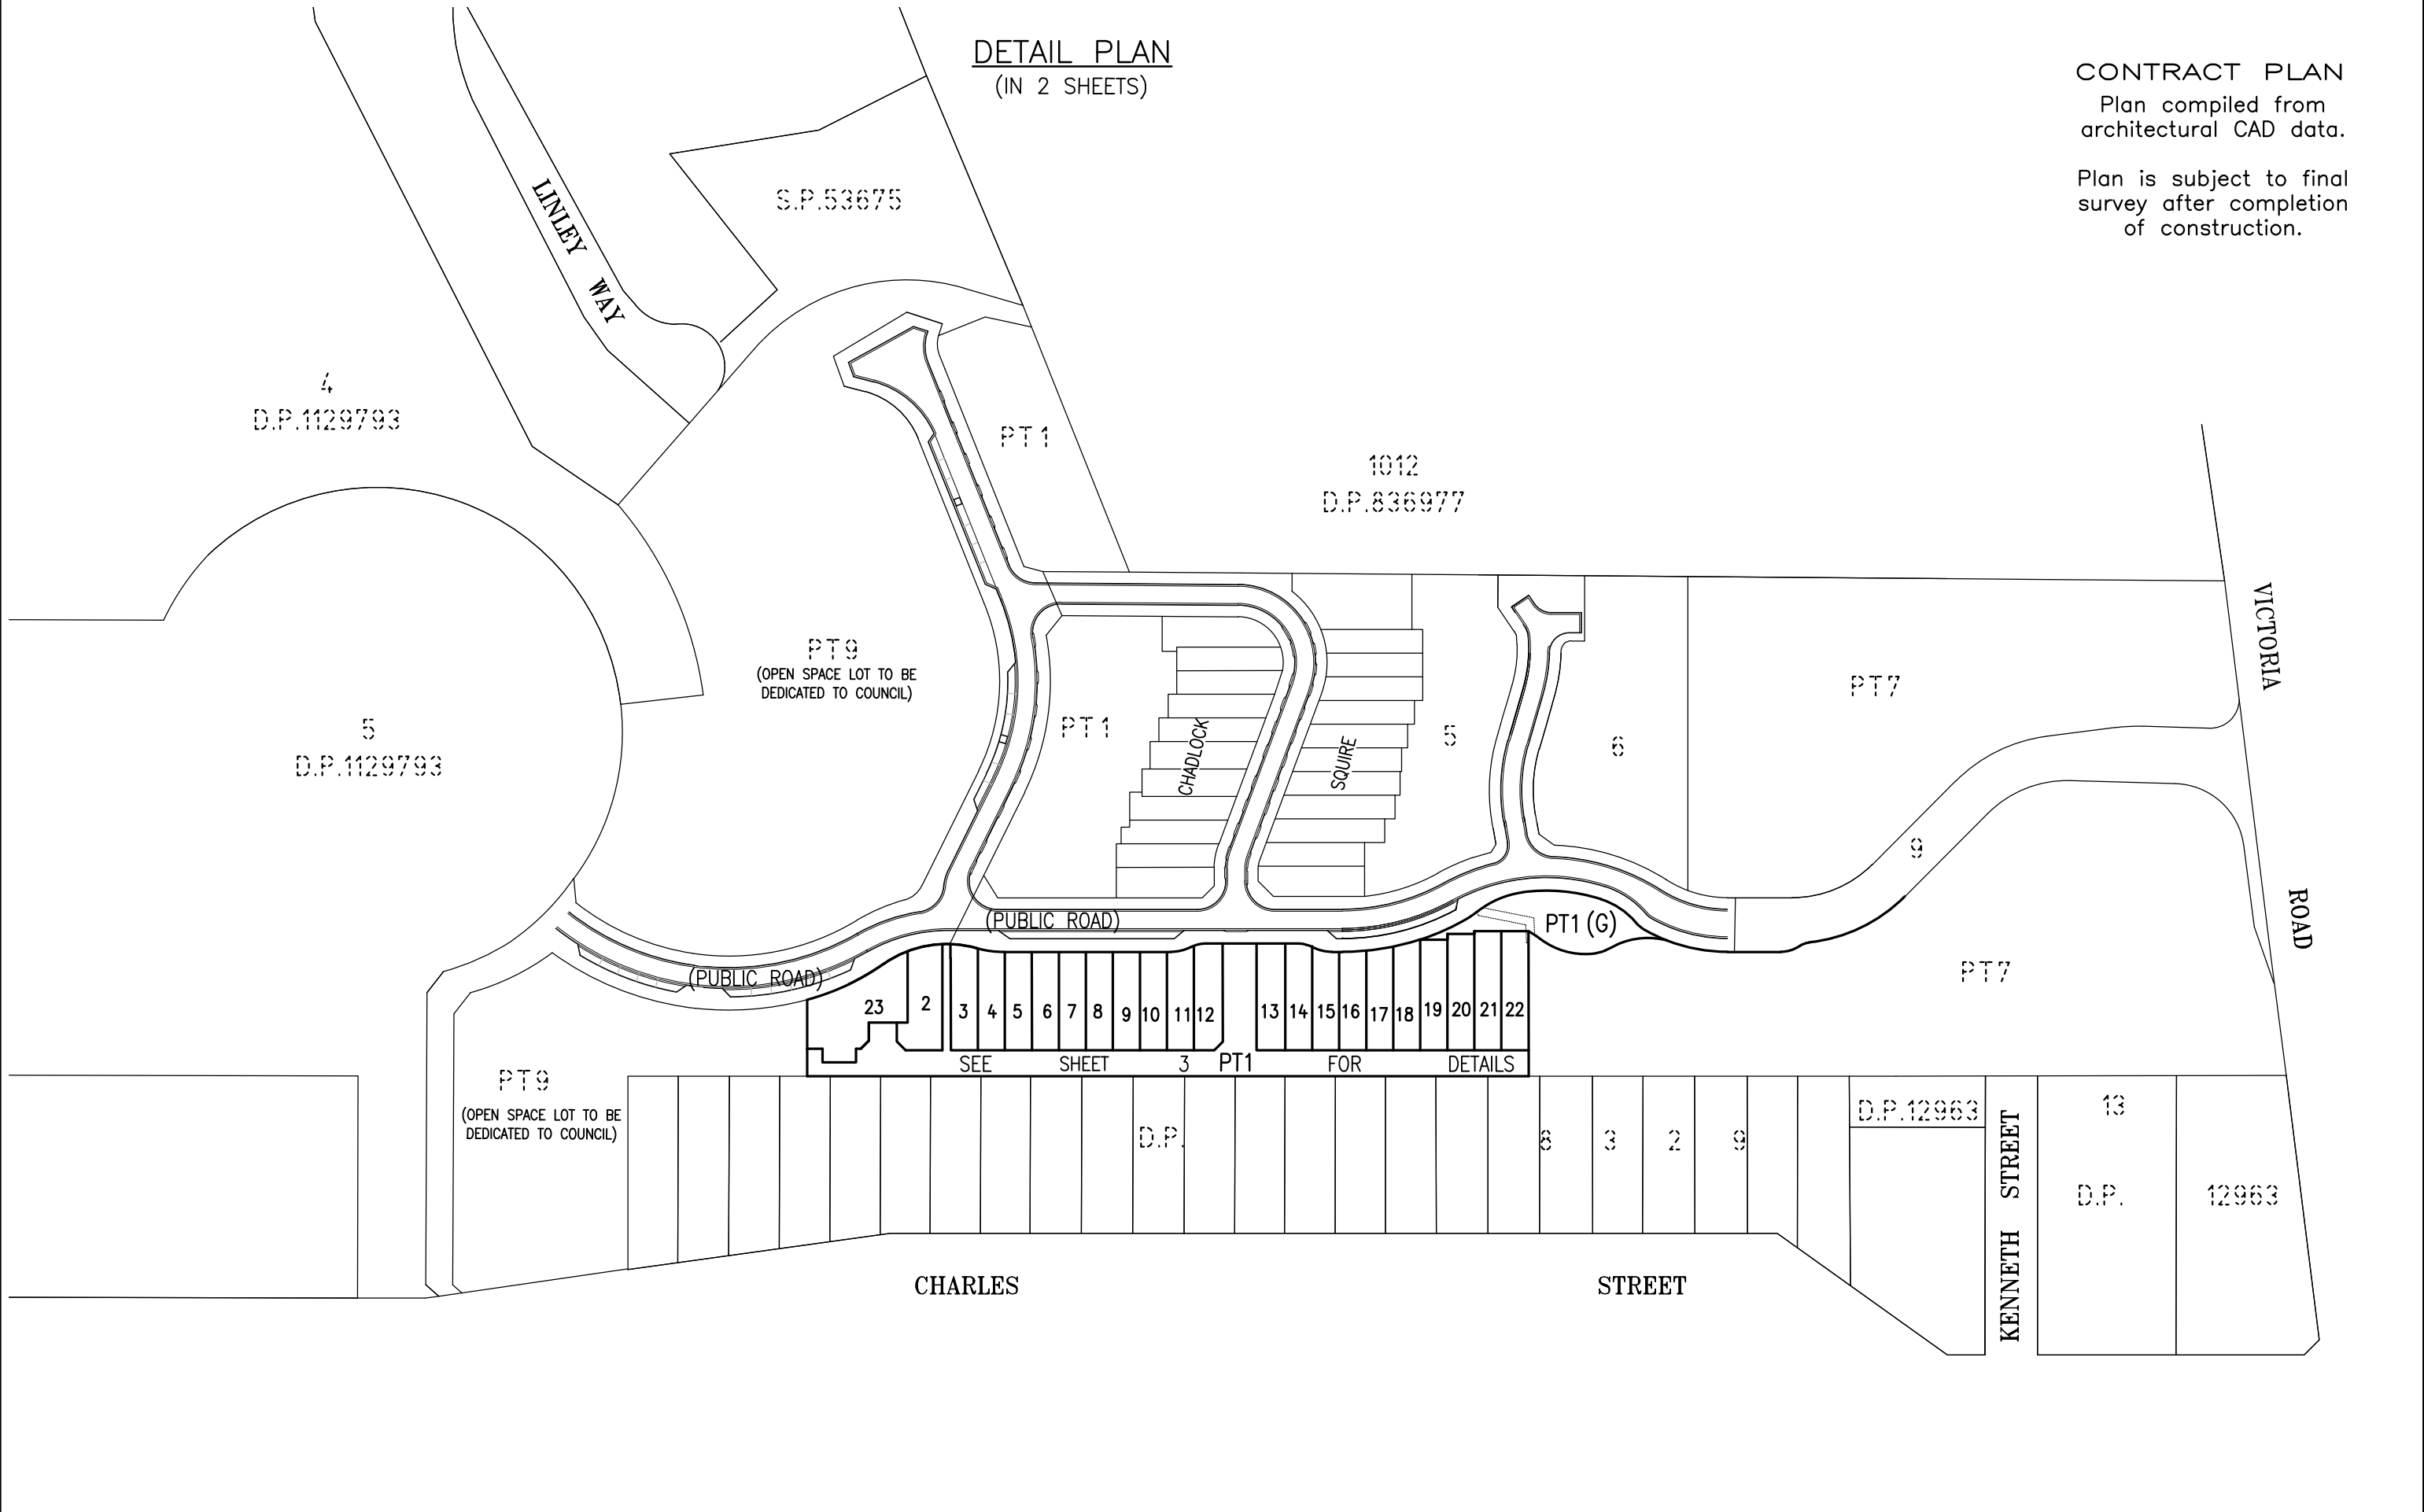 DETAIL PLAN
(IN 2 SHEETS)
CONTRACT PLAN
Plan compiled from
architectural CAD data.
Plan is subject to final
survey after completion
of construction.
S.P.53675
LINLEY WAY
4
D.P.1129793
PT1
1012
D.P.836977
VICTORIA ROAD
PT9
(OPEN SPACE LOT TO BE
DEDICATED TO COUNCIL)
5
D.P.1129793
PT1
CHADLOCK
SQUIRE
5
6
PT7
9
(PUBLIC ROAD)
PT1 (G)
(PUBLIC ROAD)
PT7
23 2 3 4 5 6 7 8 9 10 11 12 13 14 15 16 17 18 19 20 21 22
SEE SHEET 3 PT1 FOR DETAILS
PT9
(OPEN SPACE LOT TO BE
DEDICATED TO COUNCIL)
D.P. 8 3 2 9
D.P.12963
KENNETH STREET
13
D.P. 12963
CHARLES STREET